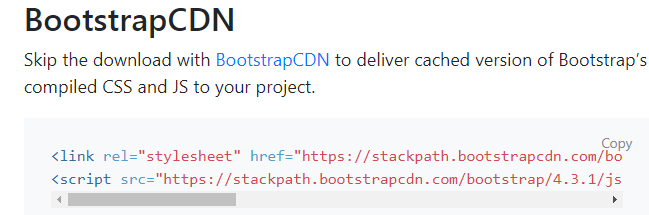 BootstrapCDN
Skip the download with BootstrapCDN to deliver cached version of Bootstrap's
compiled CSS and JS to your project.
Copy
<link rel="stylesheet" href="https://stackpath.bootstrapcdn.com/bo
<script src="https://stackpath.bootstrapcdn.com/bootstrap/4.3.1/js